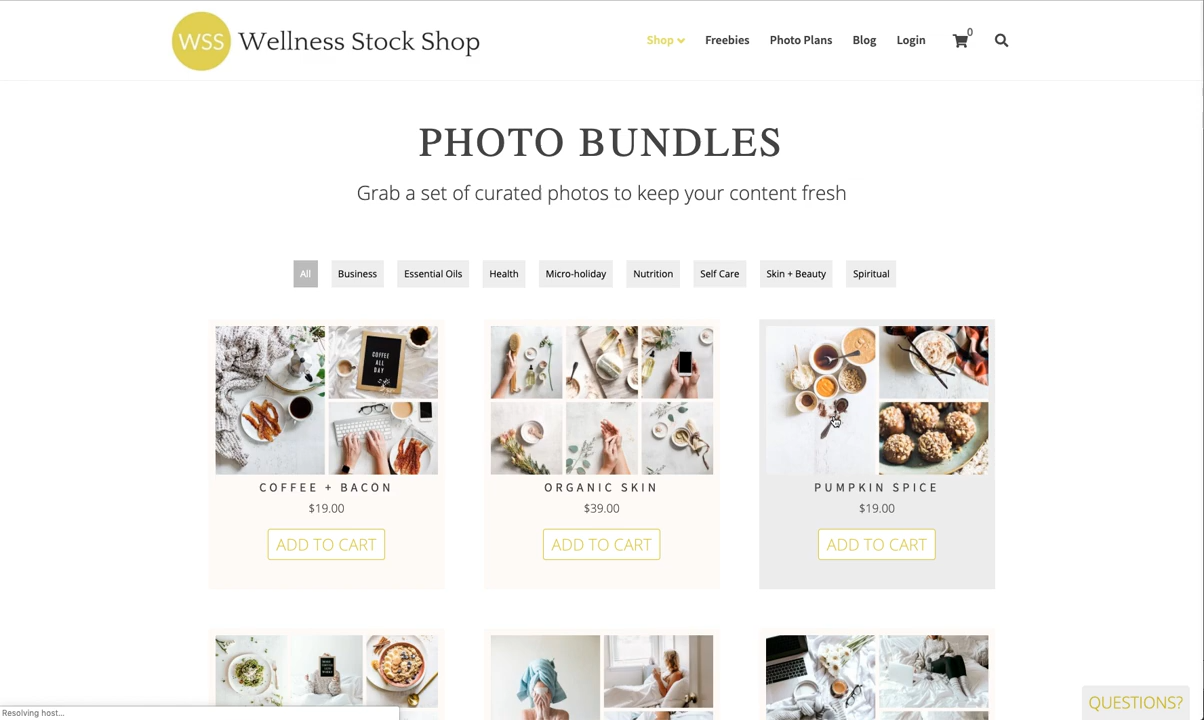 WSS Wellness Stock Shop
Shop Freebies Photo Plans Blog Login 0
PHOTO BUNDLES
Grab a set of curated photos to keep your content fresh
All Business Essential Oils Health Micro-holiday Nutrition Self Care Skin + Beauty Spiritual
COFFEE
ALL
DAY
COFFEE + BACON
$19.00
ADD TO CART
ORGANIC SKIN
$39.00
ADD TO CART
PUMPKIN SPICE
$19.00
ADD TO CART
QUESTIONS?
Resolving host...